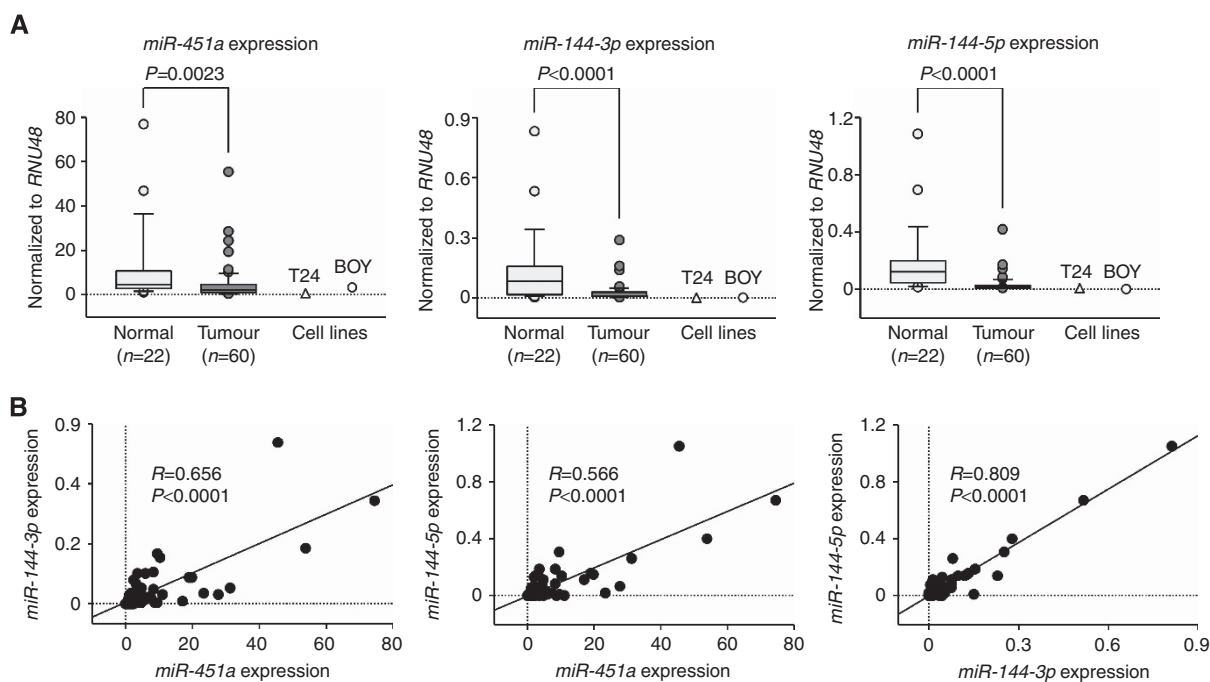 A
miR-451a expression
P=0.0023
Normalized to RNU48
80
60
40
20
0
T24
BOY
Normal
(n=22)
Tumour
(n=60)
Cell lines
miR-144-3p expression
P<0.0001
Normalized to RNU48
0.9
0.6
0.3
0
T24
BOY
Normal
(n=22)
Tumour
(n=60)
Cell lines
miR-144-5p expression
P<0.0001
Normalized to RNU48
1.2
0.8
0.4
0
T24
BOY
Normal
(n=22)
Tumour
(n=60)
Cell lines
B
miR-144-3p expression
0.9
0.4
0.2
0
R=0.656
P<0.0001
0
20
40
60
80
miR-451a expression
miR-144-5p expression
1.2
0.8
0.4
0
R=0.566
P<0.0001
0
20
40
60
80
miR-451a expression
miR-144-5p expression
1.2
0.8
0.4
0
R=0.809
P<0.0001
0
0.3
0.6
0.9
miR-144-3p expression